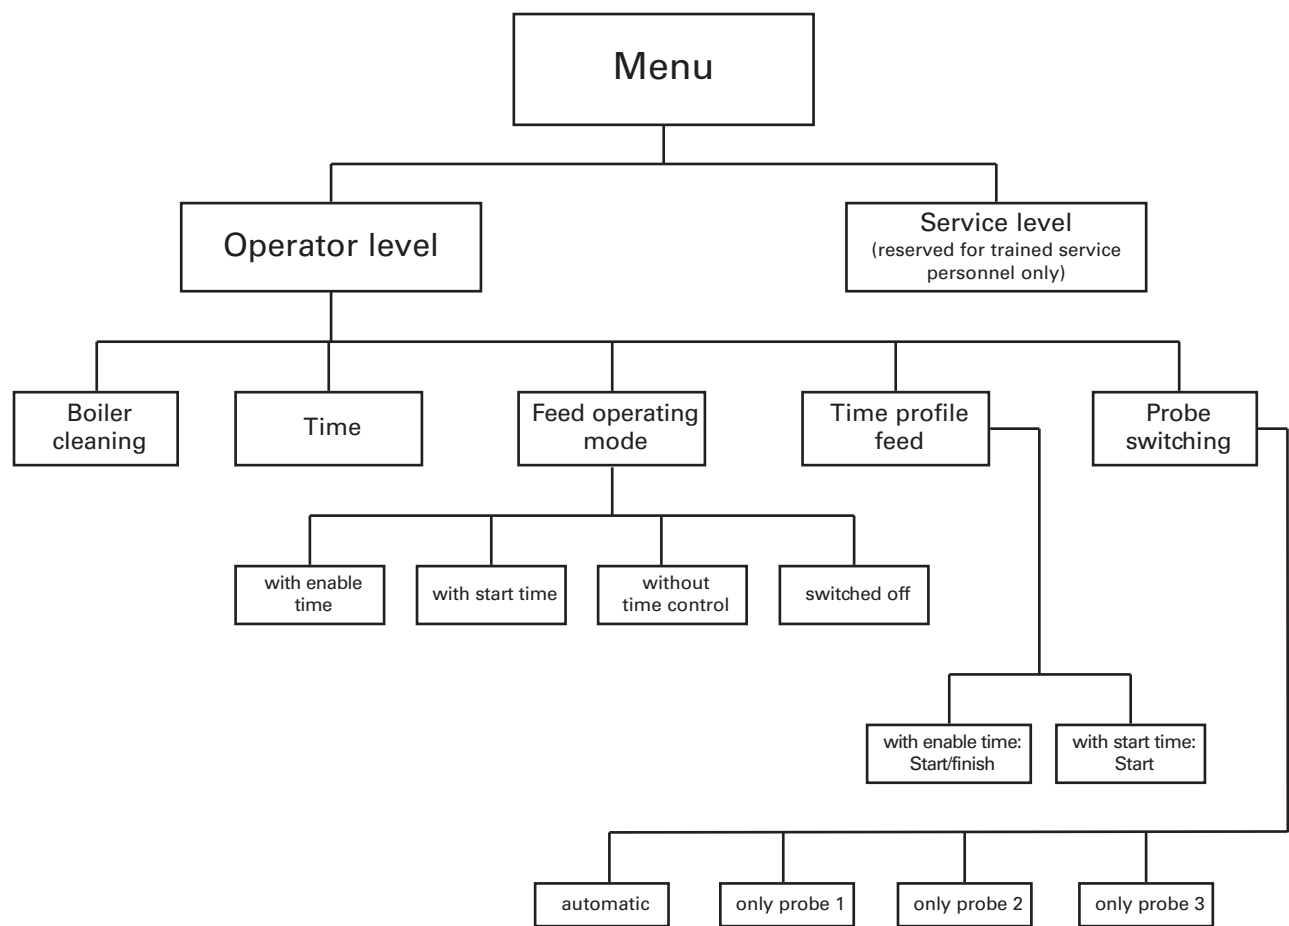 Menu
Operator level
Service level
(reserved for trained service
personnel only)
Boiler
cleaning
Time
Feed operating
mode
Time profile
feed
Probe
switching
with enable
time
with start time
without
time control
switched off
with enable time:
Start/finish
with start time:
Start
automatic
only probe 1
only probe 2
only probe 3